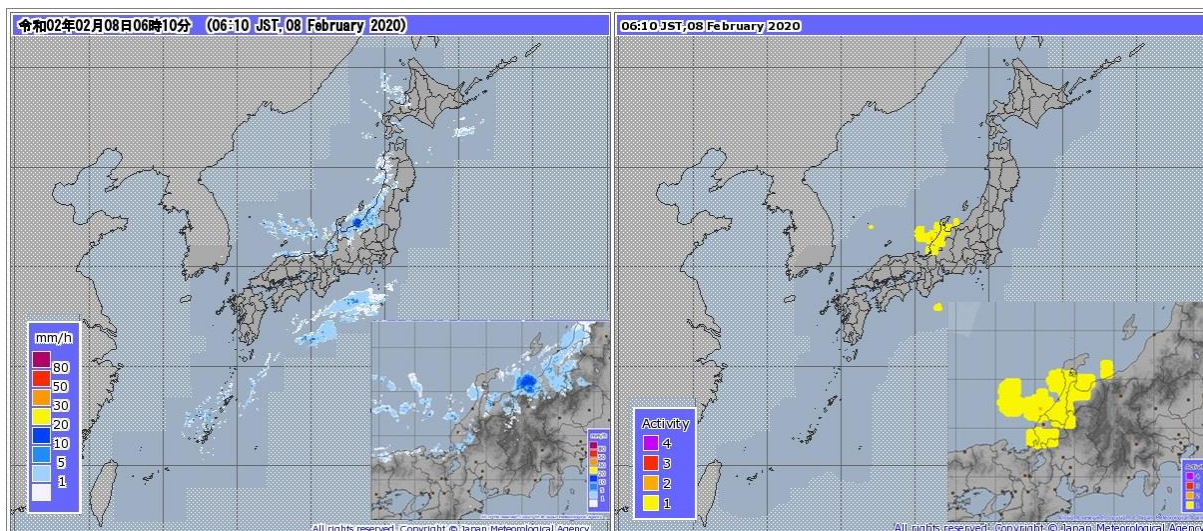 令和02年02月08日06時10分 (06:10 JST, 08 February 2020)
mm/h
80
50
30
20
10
5
1
All rights reserved. Copyright © Japan Meteorological Agency
06:10 JST,08 February 2020
Activity
4
3
2
1
All rights reserved. Copyright © Japan Meteorological Agency